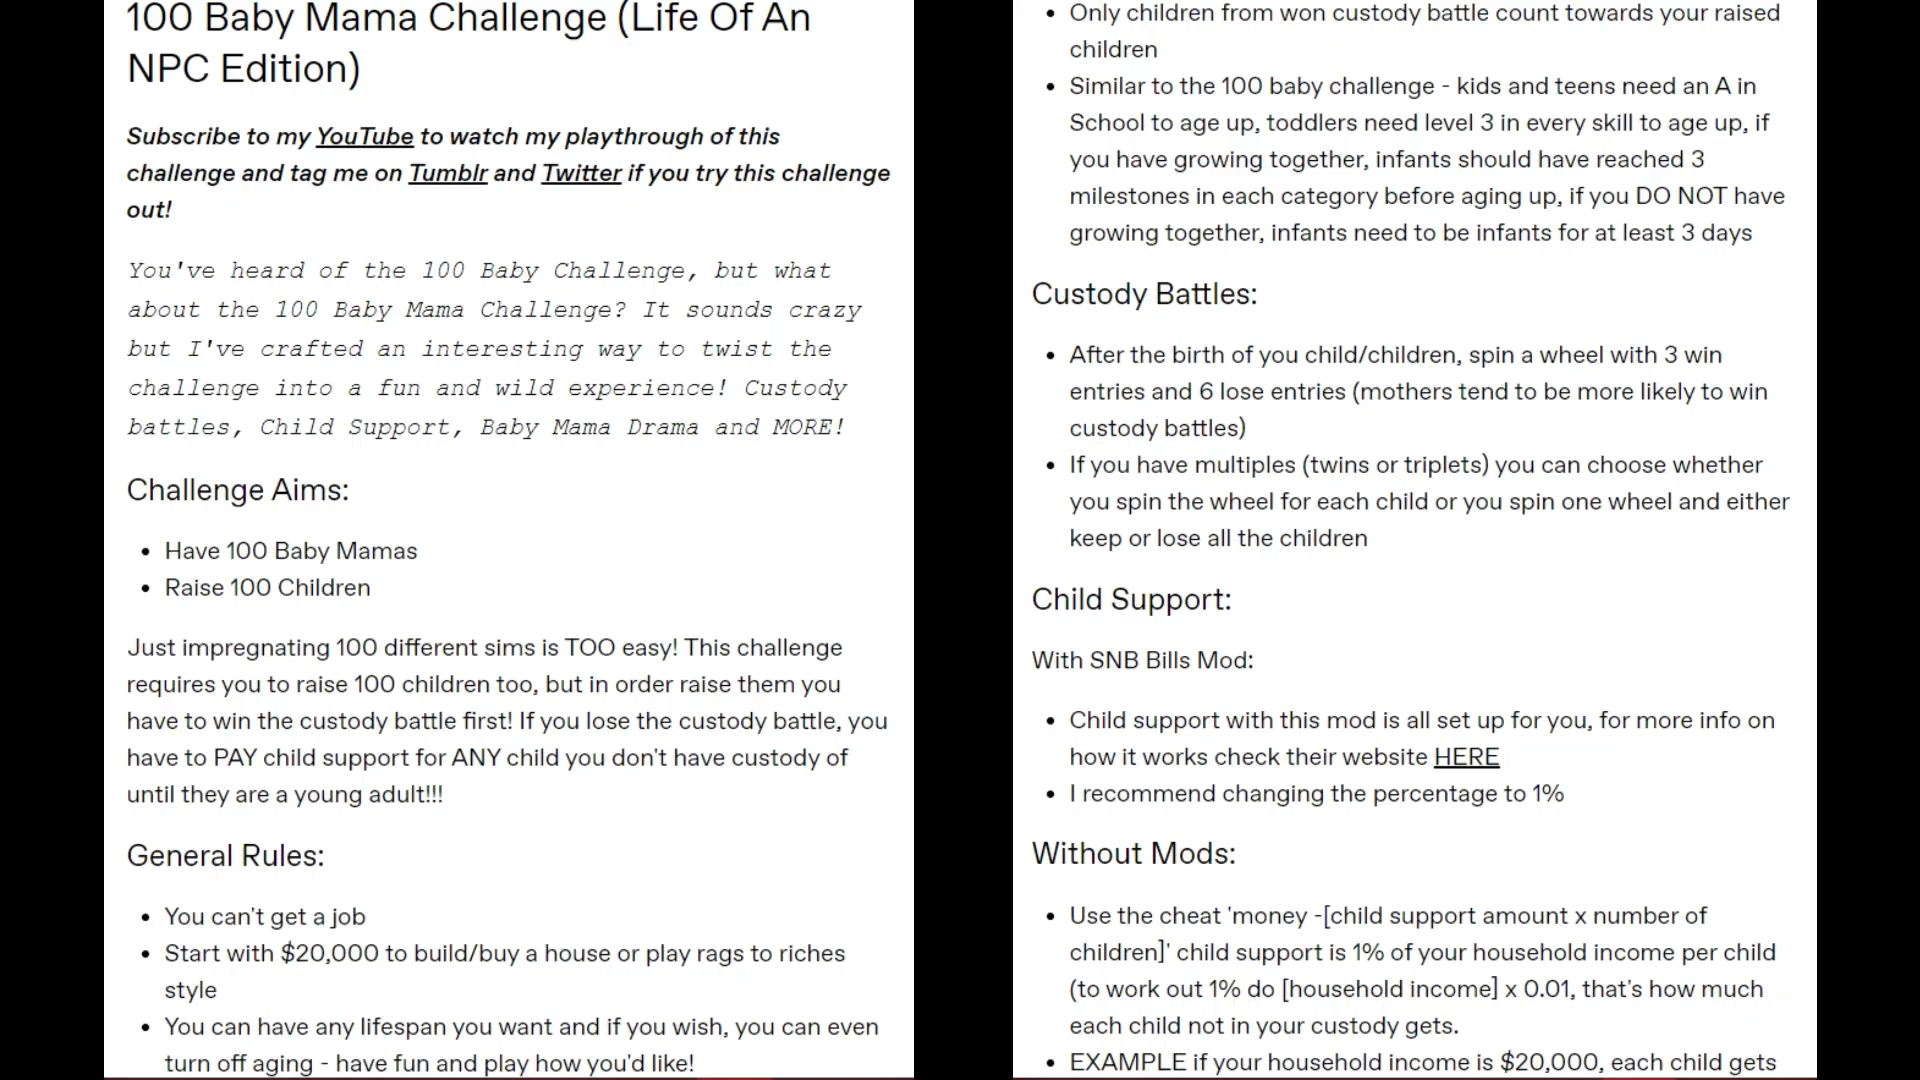 100 Baby Mama Challenge (Life Of An
NPC Edition)
Subscribe to my YouTube to watch my playthrough of this
challenge and tag me on Tumblr and Twitter if you try this challenge
out!
You've heard of the 100 Baby Challenge, but what
about the 100 Baby Mama Challenge? It sounds crazy
but I've crafted an interesting way to twist the
challenge into a fun and wild experience! Custody
battles, Child Support, Baby Mama Drama and MORE!
Challenge Aims:
• Have 100 Baby Mamas
• Raise 100 Children
Just impregnating 100 different sims is TOO easy! This challenge
requires you to raise 100 children too, but in order raise them you
have to win the custody battle first! If you lose the custody battle, you
have to PAY child support for ANY child you don't have custody of
until they are a young adult!!!
General Rules:
• You can't get a job
• Start with $20,000 to build/buy a house or play rags to riches
style
• You can have any lifespan you want and if you wish, you can even
turn off aging - have fun and play how you'd like!
• Only children from won custody battle count towards your raised
children
• Similar to the 100 baby challenge - kids and teens need an A in
School to age up, toddlers need level 3 in every skill to age up, if
you have growing together, infants should have reached 3
milestones in each category before aging up, if you DO NOT have
growing together, infants need to be infants for at least 3 days
Custody Battles:
• After the birth of you child/children, spin a wheel with 3 win
entries and 6 lose entries (mothers tend to be more likely to win
custody battles)
• If you have multiples (twins or triplets) you can choose whether
you spin the wheel for each child or you spin one wheel and either
keep or lose all the children
Child Support:
With SNB Bills Mod:
• Child support with this mod is all set up for you, for more info on
how it works check their website HERE
• I recommend changing the percentage to 1%
Without Mods:
• Use the cheat 'money -[child support amount x number of
children]' child support is 1% of your household income per child
(to work out 1% do [household income] x 0.01, that's how much
each child not in your custody gets.
• EXAMPLE if your household income is $20,000, each child gets